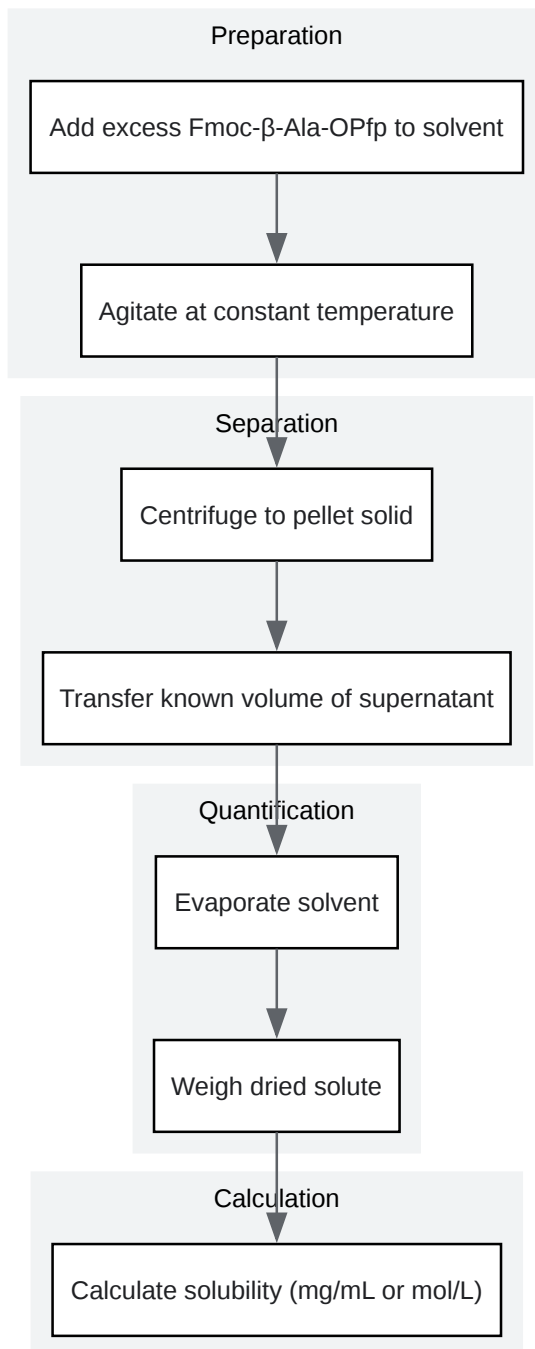 Preparation
Add excess Fmoc-β-Ala-OPfp to solvent
Agitate at constant temperature
Separation
Centrifuge to pellet solid
Transfer known volume of supernatant
Quantification
Evaporate solvent
Weigh dried solute
Calculation
Calculate solubility (mg/mL or mol/L)